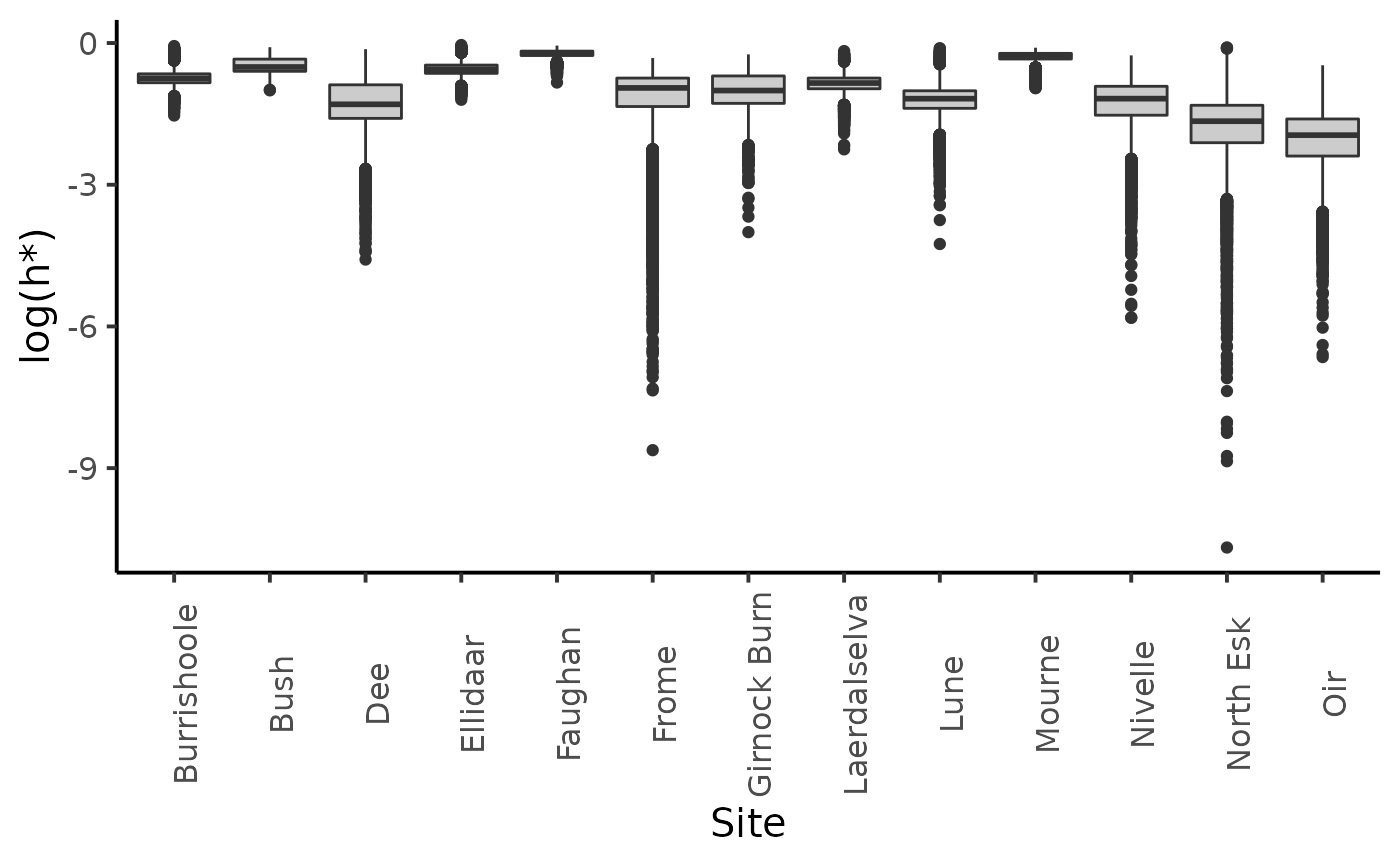 log(h*)
0
-3
-6
-9
Burrishoole
Bush
Dee
Ellidaar
Faughan
Frome
Girnock Burn
Laerdalselva
Lune
Mourne
Nivelle
North Esk
Oir
Site